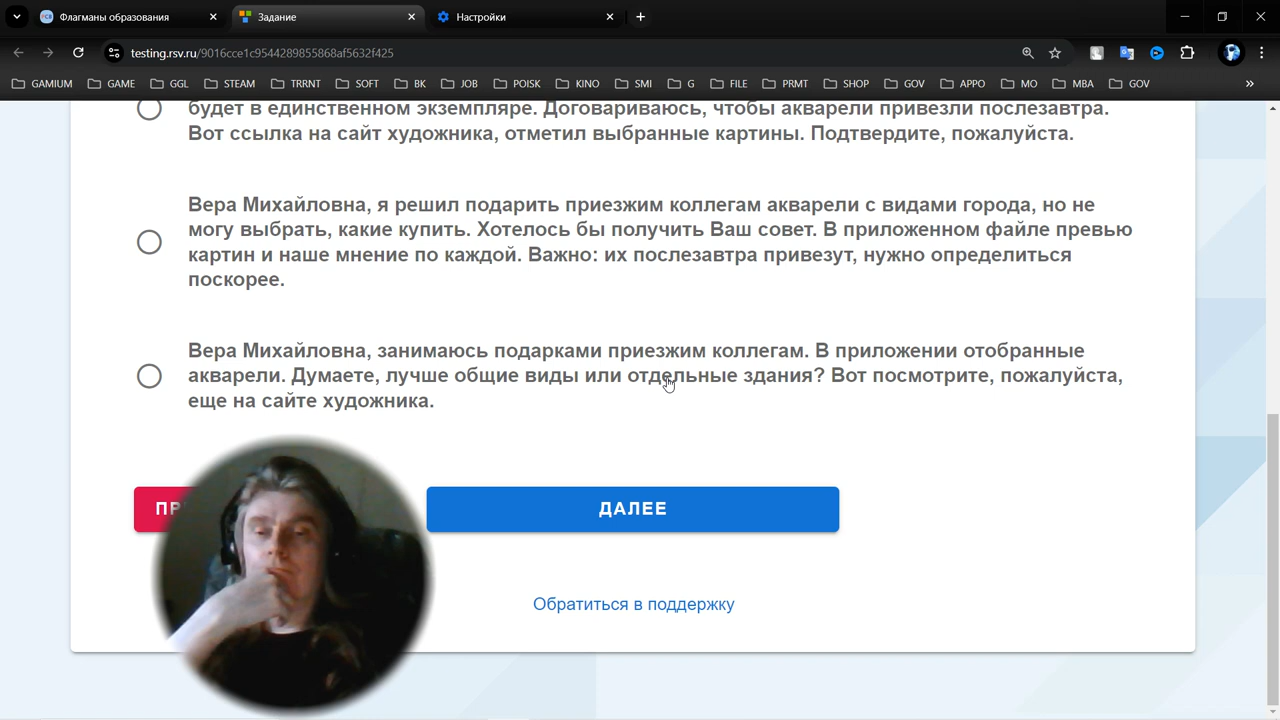 Флагманы образования
Задание
Настройки
testing.rsv.ru/9016cce1c9544289855868af5632f425
GAMIUM GAME GGL STEAM TRRNT SOFT BK JOB POISK KINO SMI G FILE PRMT SHOP GOV APPO MO MBA GOV »
будет в единственном экземпляре. Договариваюсь, чтобы акварели привезли послезавтра.
Вот ссылка на сайт художника, отметил выбранные картины. Подтвердите, пожалуйста.
Вера Михайловна, я решил подарить приезжим коллегам акварели с видами города, но не
могу выбрать, какие купить. Хотелось бы получить Ваш совет. В приложенном файле превью
картин и наше мнение по каждой. Важно: их послезавтра привезут, нужно определиться
поскорее.
Вера Михайловна, занимаюсь подарками приезжим коллегам. В приложении отобранные
акварели. Думаете, лучше общие виды или отдельные здания? Вот посмотрите, пожалуйста,
еще на сайте художника.
ДАЛЕЕ
Обратиться в поддержку